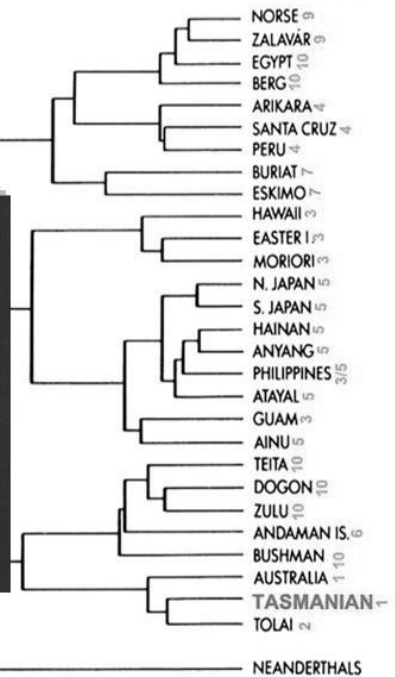 NORSE 9
ZALAVÁR 9
EGYPT 10
BERG 10
ARIKARA 4
SANTA CRUZ 4
PERU 4
BURIAT 7
ESKIMO 7
HAWAII 3
EASTER I. 3
MORIORI 3
N. JAPAN 5
S. JAPAN 5
HAINAN 5
ANYANG 5
PHILIPPINES 3/5
ATAYAL 5
GUAM 3
AINU 5
TEITA 10
DOGON 10
ZULU 10
ANDAMAN IS. 6
BUSHMAN 10
AUSTRALIA 1
TASMANIAN 1
TOLAI 2
NEANDERTHALS